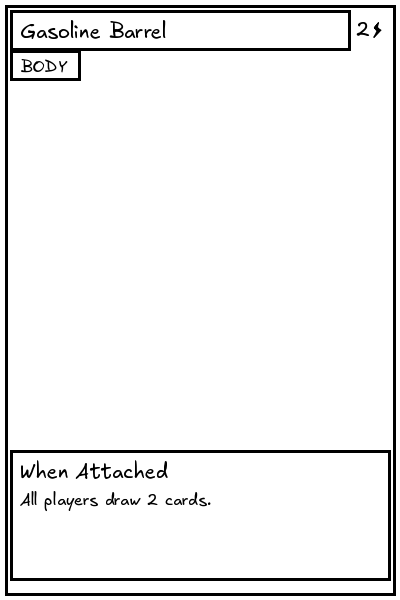 Gasoline Barrel
2⚡
BODY
When Attached
All players draw 2 cards.